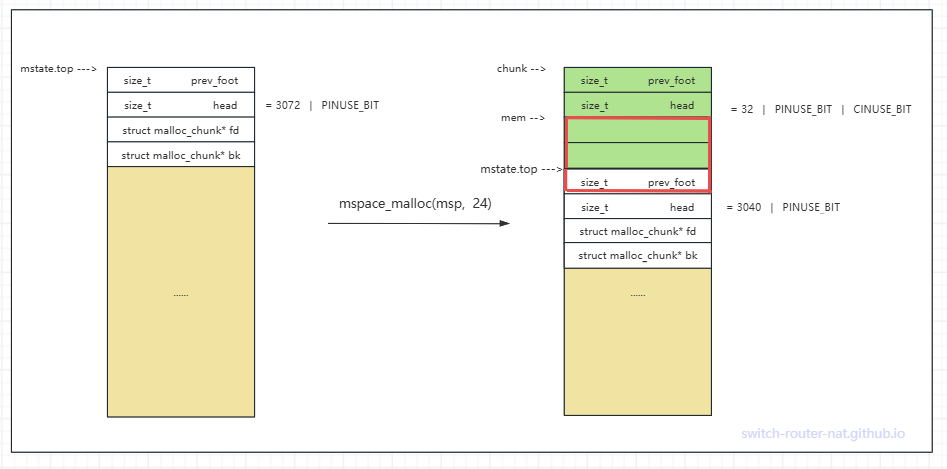 mstate.top --->
size_t prev_foot
size_t head
= 3072 | PINUSE_BIT
struct malloc_chunk* fd
struct malloc_chunk* bk
......
mspace_malloc(msp, 24)
chunk -->
size_t prev_foot
size_t head
= 32 | PINUSE_BIT | CINUSE_BIT
mem -->
mstate.top --->
size_t prev_foot
size_t head
= 3040 | PINUSE_BIT
struct malloc_chunk* fd
struct malloc_chunk* bk
......
switch-router-nat.github.io